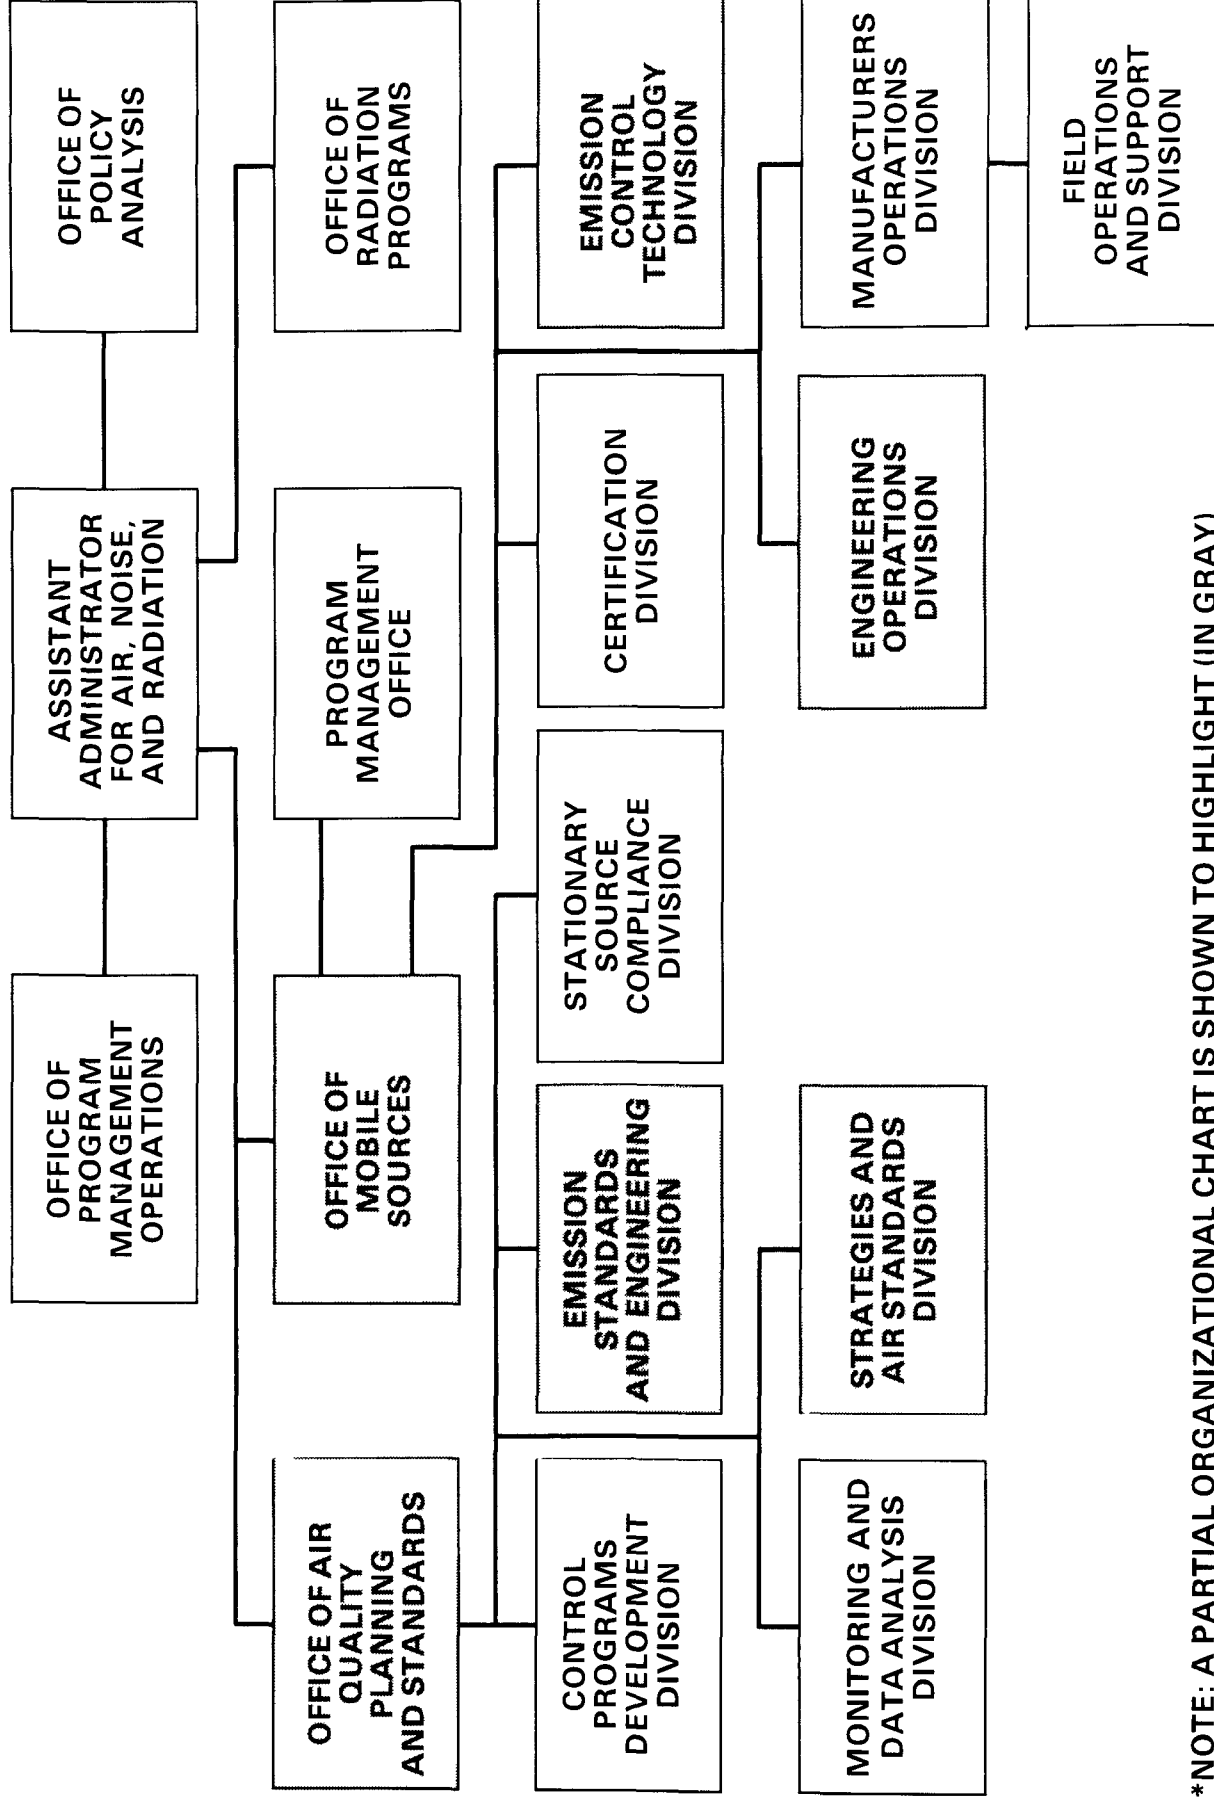 OFFICE OF
PROGRAM
MANAGEMENT
OPERATIONS
ASSISTANT
ADMINISTRATOR
FOR AIR, NOISE,
AND RADIATION
OFFICE OF
POLICY
ANALYSIS
OFFICE OF AIR
QUALITY
PLANNING
AND STANDARDS
OFFICE OF
MOBILE
SOURCES
PROGRAM
MANAGEMENT
OFFICE
OFFICE OF
RADIATION
PROGRAMS
CONTROL
PROGRAMS
DEVELOPMENT
DIVISION
EMISSION
STANDARDS
AND ENGINEERING
DIVISION
STATIONARY
SOURCE
COMPLIANCE
DIVISION
CERTIFICATION
DIVISION
EMISSION
CONTROL
TECHNOLOGY
DIVISION
MONITORING AND
DATA ANALYSIS
DIVISION
STRATEGIES AND
AIR STANDARDS
DIVISION
ENGINEERING
OPERATIONS
DIVISION
MANUFACTURERS
OPERATIONS
DIVISION
FIELD
OPERATIONS
AND SUPPORT
DIVISION
*NOTE: A PARTIAL ORGANIZATIONAL CHART IS SHOWN TO HIGHLIGHT (IN GRAY)